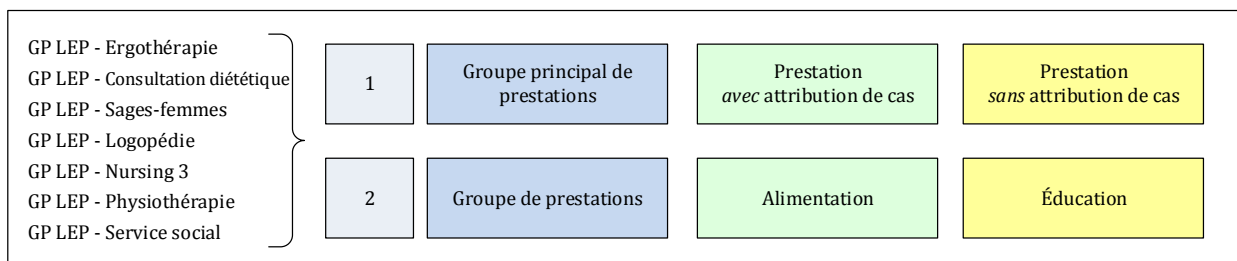 GP LEP - Ergothérapie
GP LEP - Consultation diététique
GP LEP - Sages-femmes
GP LEP - Logopédie
GP LEP - Nursing 3
GP LEP - Physiothérapie
GP LEP - Service social
1
Groupe principal de
prestations
Prestation
avec attribution de cas
Prestation
sans attribution de cas
2
Groupe de prestations
Alimentation
Éducation